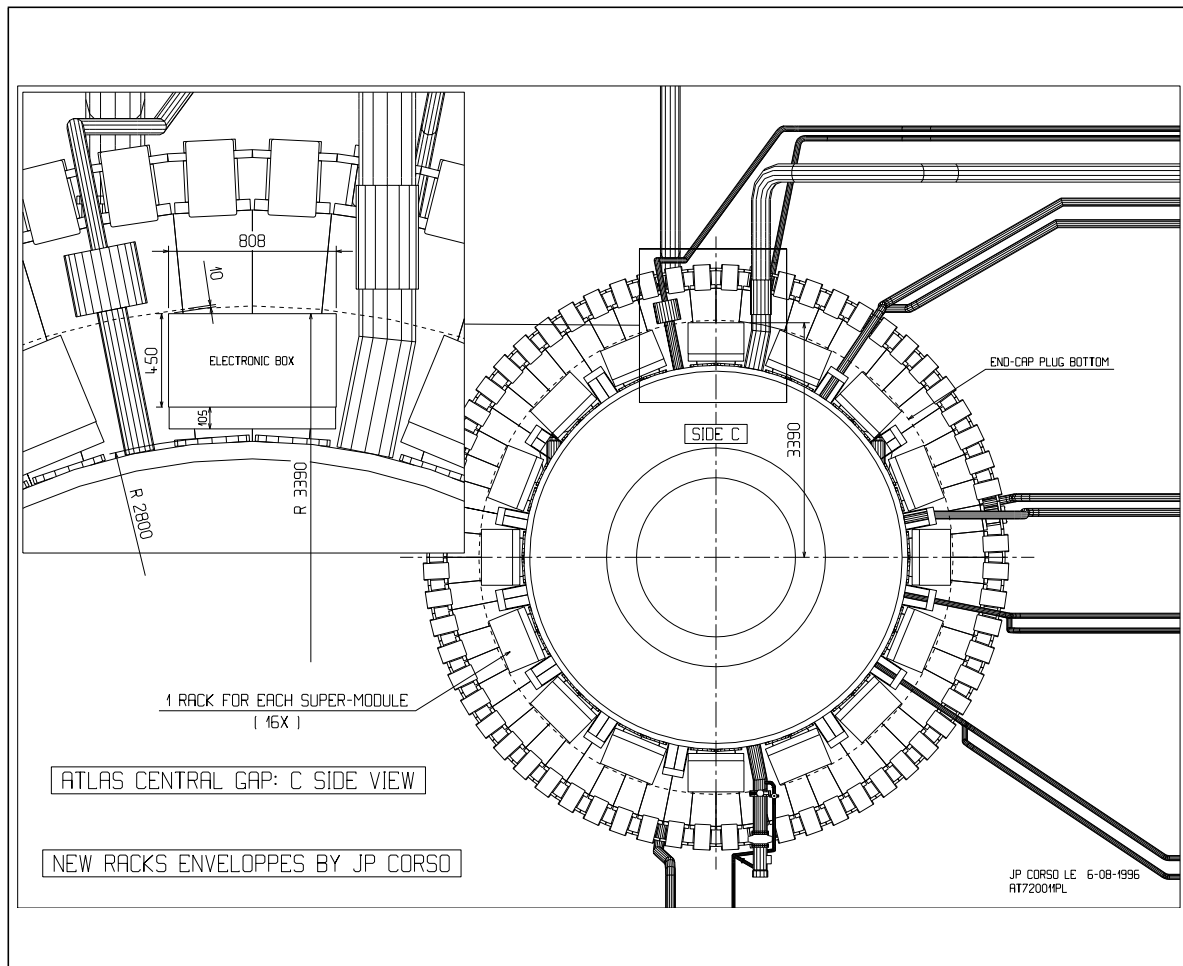 808
10
450
ELECTRONIC BOX
105
R 2800
R 3390
END-CAP PLUG BOTTOM
SIDE C
3390
1 RACK FOR EACH SUPER-MODULE
( 16X )
ATLAS CENTRAL GAP: C SIDE VIEW
NEW RACKS ENVELOPPES BY JP CORSO
JP CORSO LE 6-08-1996
AT720011PL